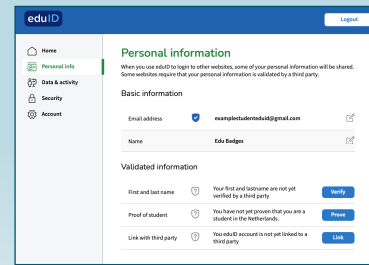 eduID
Logout
Home
Personal info
Data & activity
Security
Account
Personal information
When you use eduID to login to other websites, some of your personal information will be shared.
Some websites require that your personal information is validated by a third party.
Basic information
Email address examplestudenteduid@gmail.com
Name Edu Badges
Validated information
First and last name ? Your first and lastname are not yet
verified by a third party Verify
Proof of student ? You have not yet proven that you are a
student in the Netherlands. Prove
Link with third party ? You eduID account is not yet linked to a
third party Link